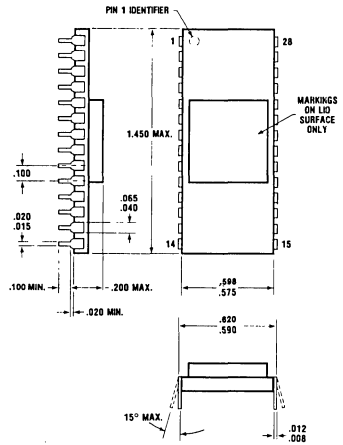 PIN 1 IDENTIFIER
1
28
MARKINGS
ON LID
SURFACE
ONLY
1.450 MAX.
.100
.065
.040
.020
.015
14
15
.100 MIN.
.200 MAX.
.598
.575
.020 MIN.
.620
.590
15° MAX.
.012
.008